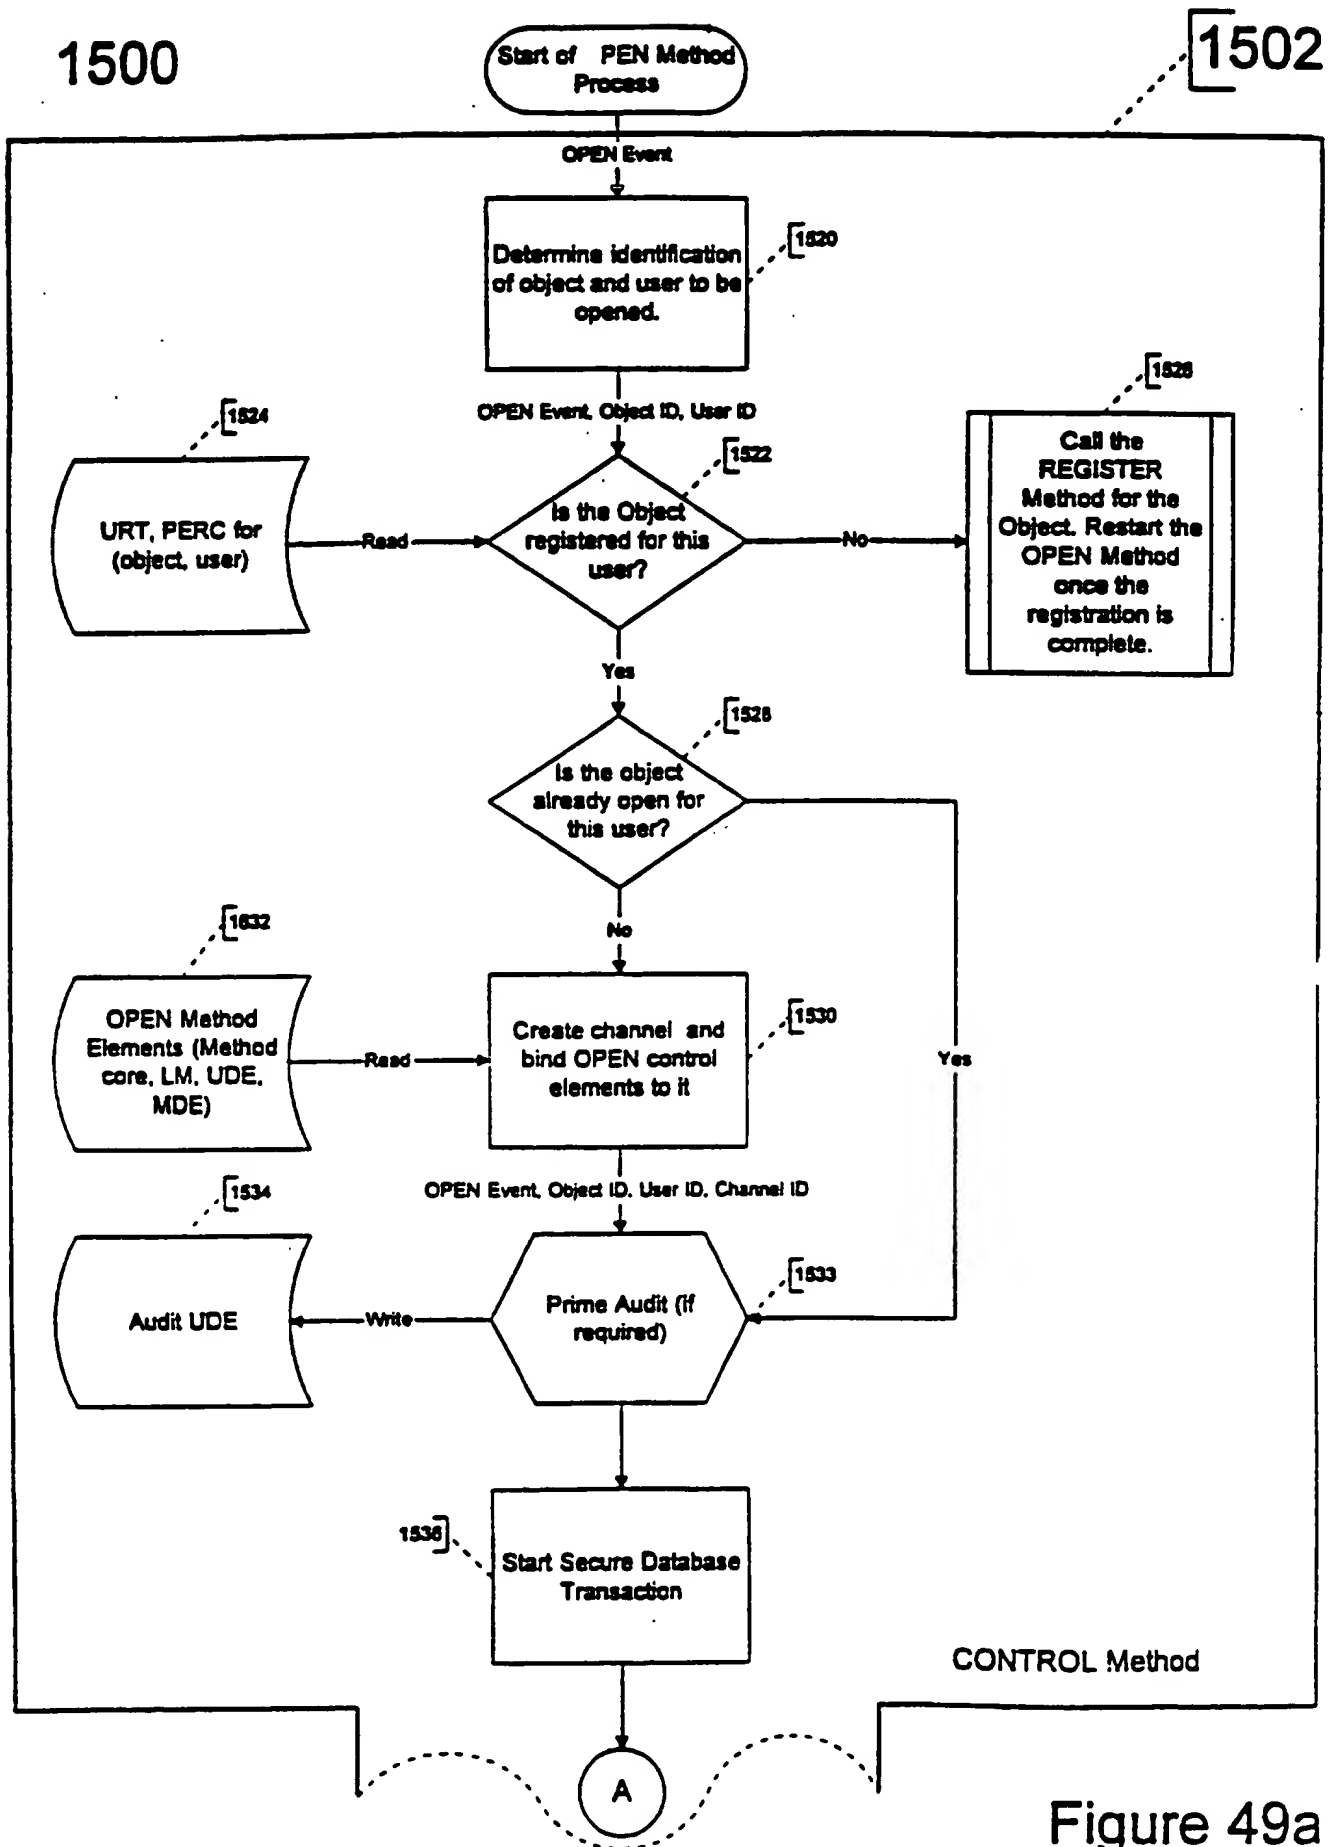 1500
1502
Start of PEN Method
Process
OPEN Event
1520
Determine identification
of object and user to be
opened.
OPEN Event, Object ID, User ID
1524
1522
1526
URT, PERC for
(object, user)
Read
Is the Object
registered for this
user?
No
Call the
REGISTER
Method for the
Object. Restart the
OPEN Method
once the
registration is
complete.
Yes
1528
Is the object
already open for
this user?
No
Yes
1532
OPEN Method
Elements (Method
core, LM, UDE,
MDE)
Read
1530
Create channel and
bind OPEN control
elements to it
OPEN Event, Object ID, User ID, Channel ID
1534
1533
Audit UDE
Write
Prime Audit (if
required)
1536
Start Secure Database
Transaction
CONTROL Method
A
Figure 49a